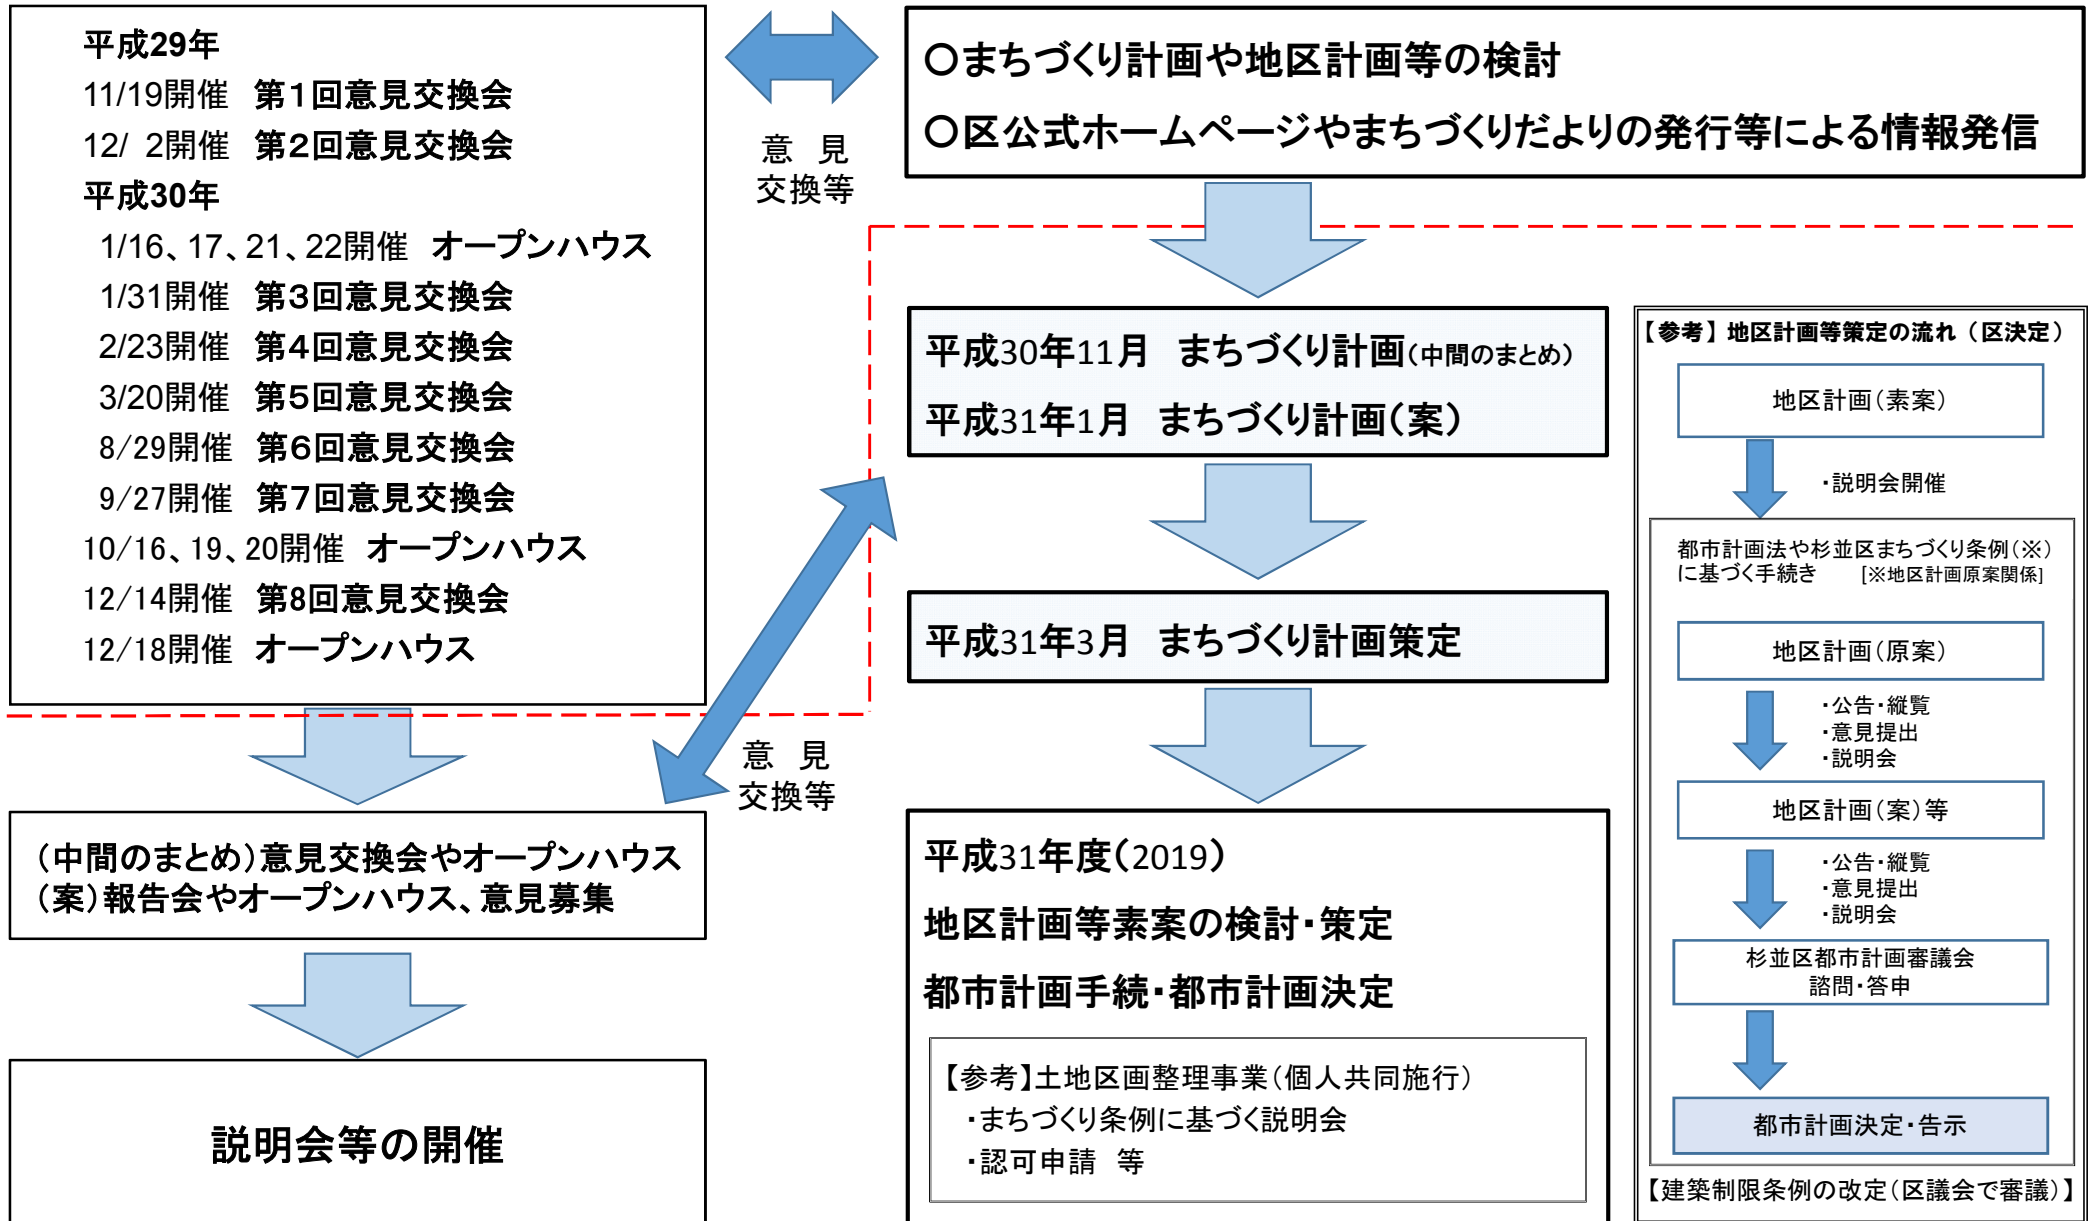 平成29年
11/19開催 第1回意見交換会
12/ 2開催 第2回意見交換会
平成30年
1/16、17、21、22開催 オープンハウス
1/31開催 第3回意見交換会
2/23開催 第4回意見交換会
3/20開催 第5回意見交換会
8/29開催 第6回意見交換会
9/27開催 第7回意見交換会
10/16、19、20開催 オープンハウス
12/14開催 第8回意見交換会
12/18開催 オープンハウス
意 見
交換等
○まちづくり計画や地区計画等の検討
○区公式ホームページやまちづくりだよりの発行等による情報発信
平成30年11月 まちづくり計画(中間のまとめ)
平成31年1月 まちづくり計画(案)
平成31年3月 まちづくり計画策定
意 見
交換等
(中間のまとめ)意見交換会やオープンハウス
(案)報告会やオープンハウス、意見募集
説明会等の開催
平成31年度(2019)
地区計画等素案の検討・策定
都市計画手続・都市計画決定
【参考】土地区画整理事業(個人共同施行)
・まちづくり条例に基づく説明会
・認可申請 等
【参考】地区計画等策定の流れ(区決定)
地区計画(素案)
・説明会開催
都市計画法や杉並区まちづくり条例(※)
に基づく手続き [※地区計画原案関係]
地区計画(原案)
・公告・縦覧
・意見提出
・説明会
地区計画(案)等
・公告・縦覧
・意見提出
・説明会
杉並区都市計画審議会
諮問・答申
都市計画決定・告示
【建築制限条例の改定(区議会で審議)】